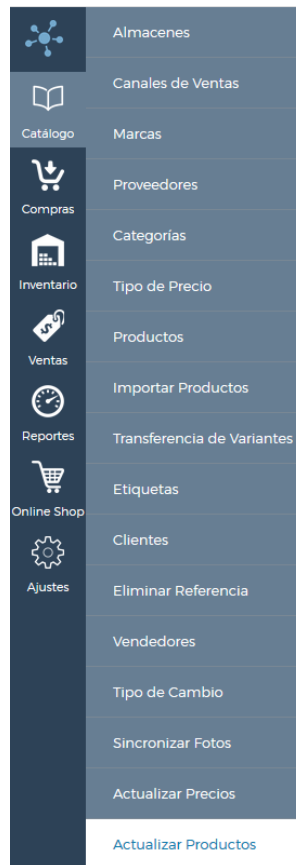 Catálogo
Compras
Inventario
Ventas
Reportes
Online Shop
Ajustes
Almacenes
Canales de Ventas
Marcas
Proveedores
Categorías
Tipo de Precio
Productos
Importar Productos
Transferencia de Variantes
Etiquetas
Clientes
Eliminar Referencia
Vendedores
Tipo de Cambio
Sincronizar Fotos
Actualizar Precios
Actualizar Productos